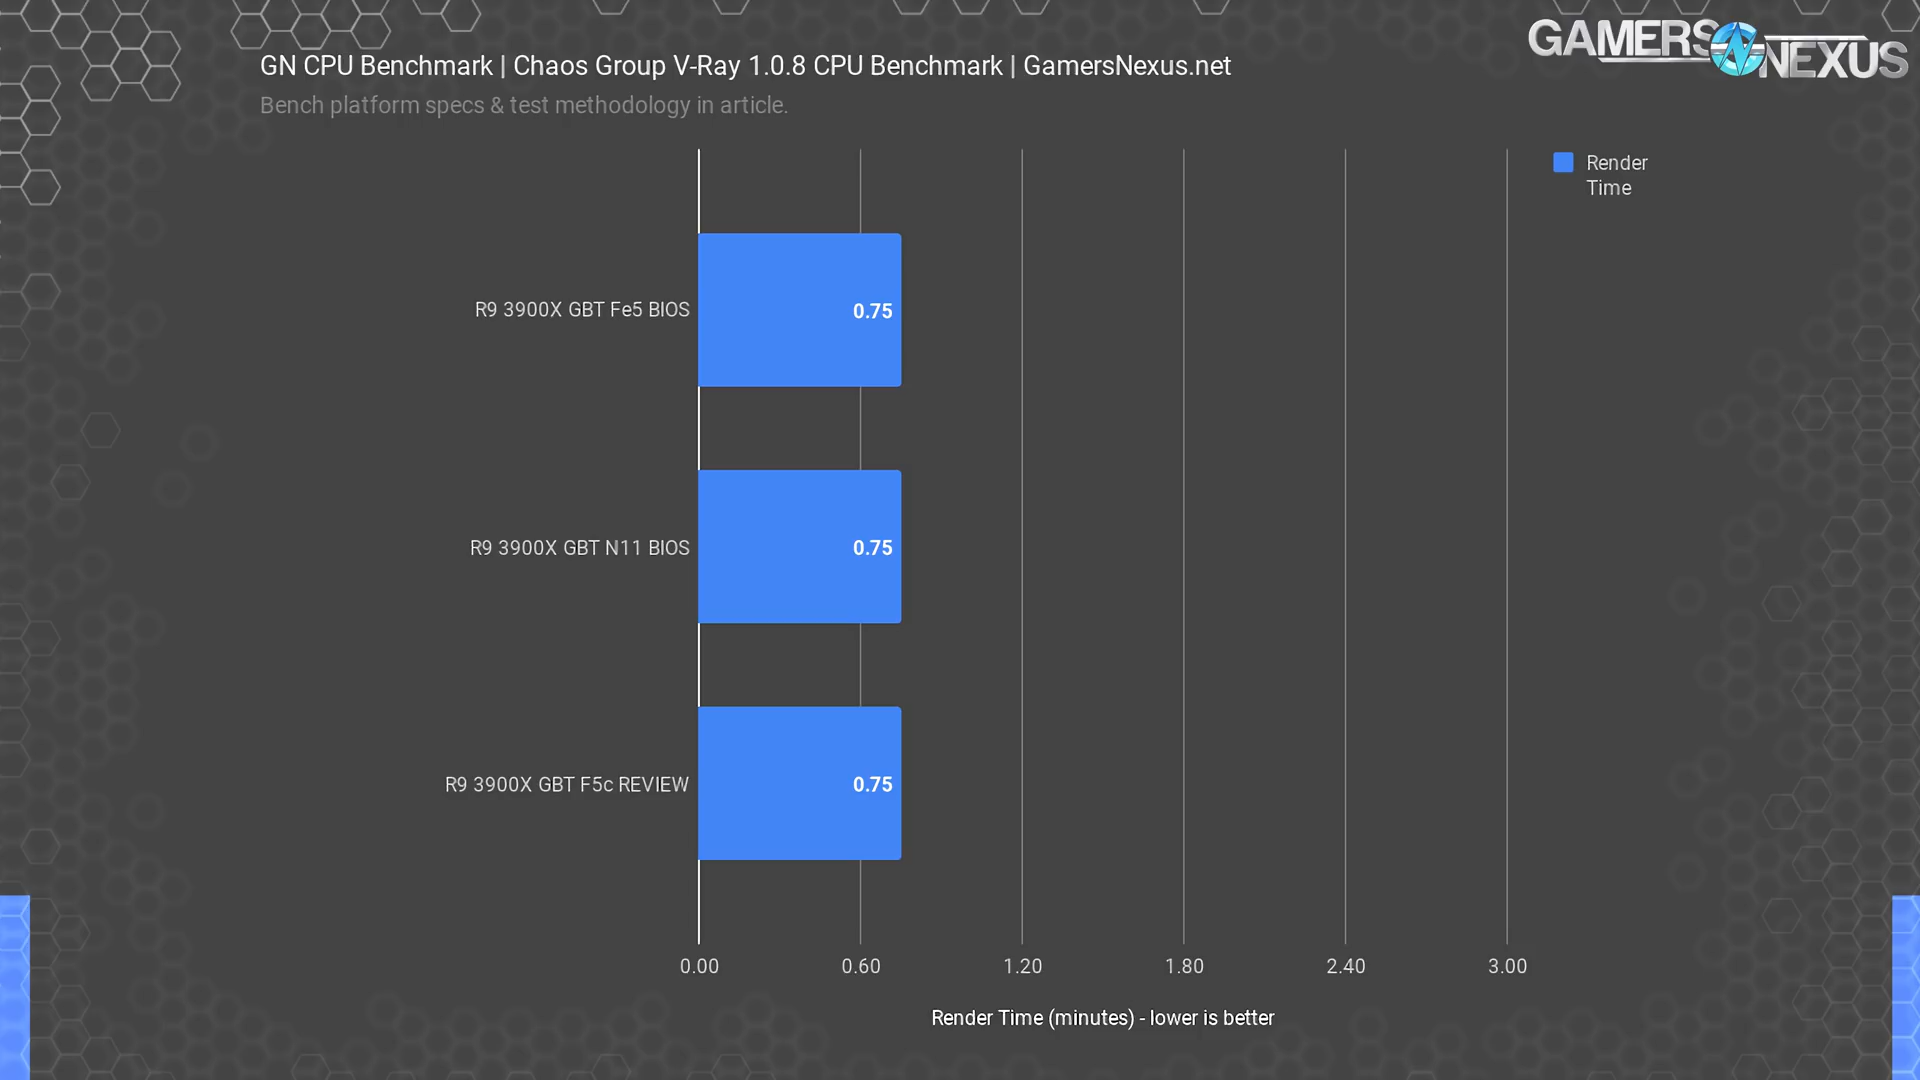 GAMERS NEXUS
GN CPU Benchmark | Chaos Group V-Ray 1.0.8 CPU Benchmark | GamersNexus.net
Bench platform specs & test methodology in article.
Render
Time
R9 3900X GBT Fe5 BIOS
0.75
R9 3900X GBT N11 BIOS
0.75
R9 3900X GBT F5c REVIEW
0.75
0.00 0.60 1.20 1.80 2.40 3.00
Render Time (minutes) - lower is better